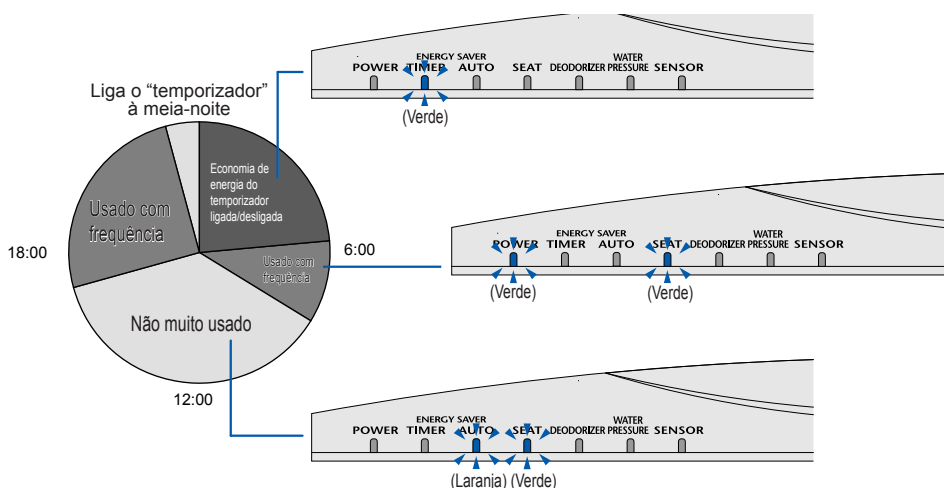 ENERGY SAVER
WATER
POWER TIMER AUTO SEAT DEODORIZER PRESSURE SENSOR
(Verde)
Liga o “temporizador”
à meia-noite
Economia de
energia do
temporizador
ligada/desligada
Usado com
frequência
18:00
6:00
Usado com
frequência
Não muito usado
12:00
ENERGY SAVER
WATER
POWER TIMER AUTO SEAT DEODORIZER PRESSURE SENSOR
(Verde) (Verde)
ENERGY SAVER
WATER
POWER TIMER AUTO SEAT DEODORIZER PRESSURE SENSOR
(Laranja) (Verde)